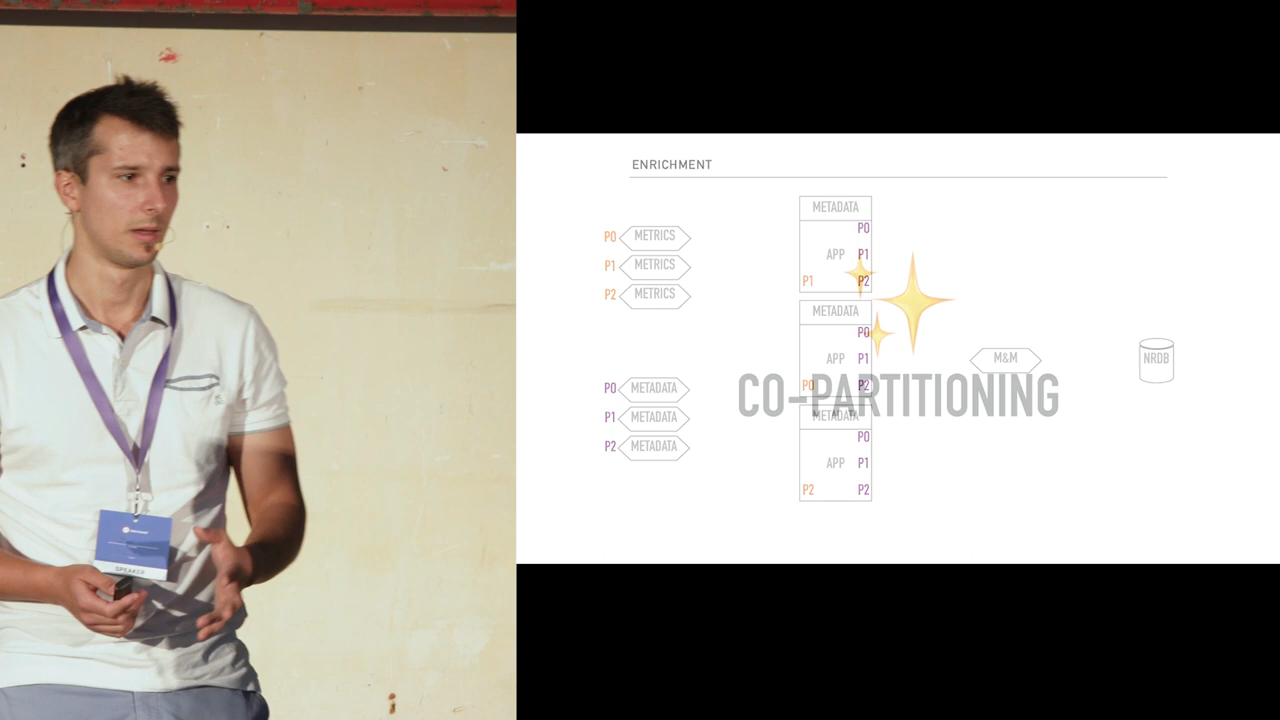 ENRICHMENT
METADATA
P0
P0 METRICS
APP P1
P1 METRICS
P1 P2
P2 METRICS
METADATA
P0
APP P1
M&M
NRDB
P0 P2
P0 METADATA
CO-PARTITIONING
P1 METADATA
METADATA
P0
P2 METADATA
APP P1
P2 P2
SPEAKER